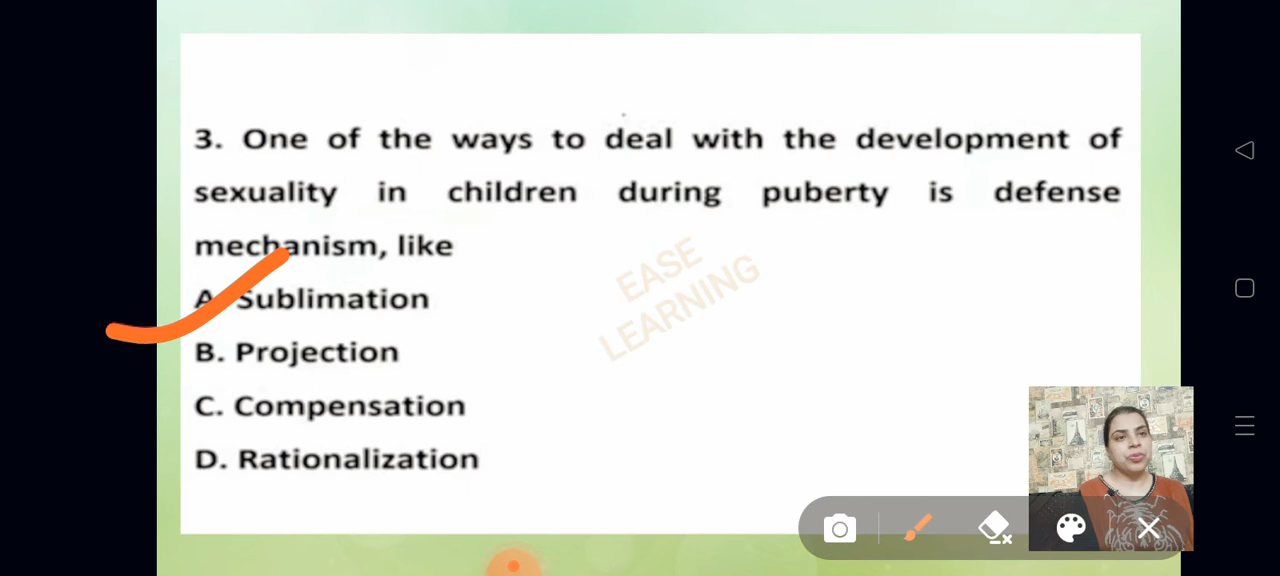 3. One of the ways to deal with the development of
sexuality in children during puberty is defense
mechanism, like
A. Sublimation
B. Projection
C. Compensation
D. Rationalization
EASE
LEARNING